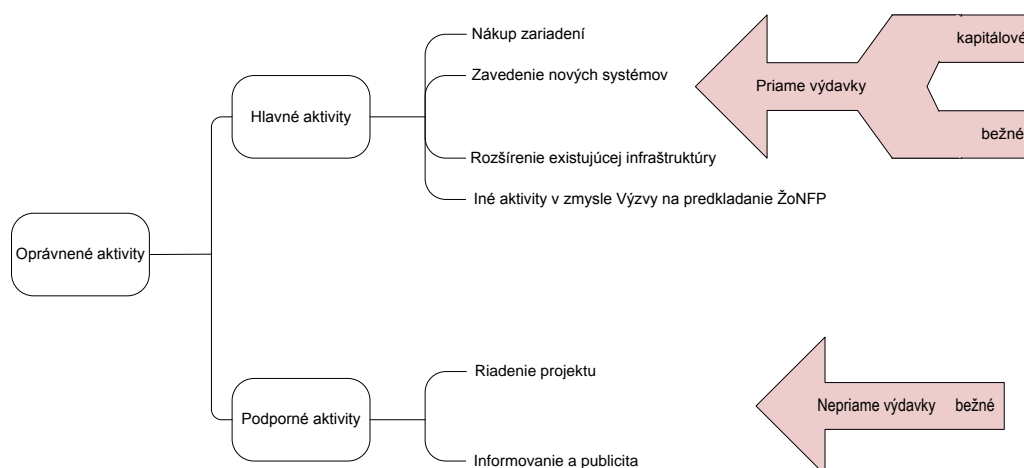 Nákup zariadení
kapitálové
Zavedenie nových systémov
Priame výdavky
Hlavné aktivity
bežné
Rozšírenie existujúcej infraštruktúry
Iné aktivity v zmysle Výzvy na predkladanie ŽoNFP
Oprávnené aktivity
Riadenie projektu
Nepriame výdavky bežné
Podporné aktivity
Informovanie a publicita